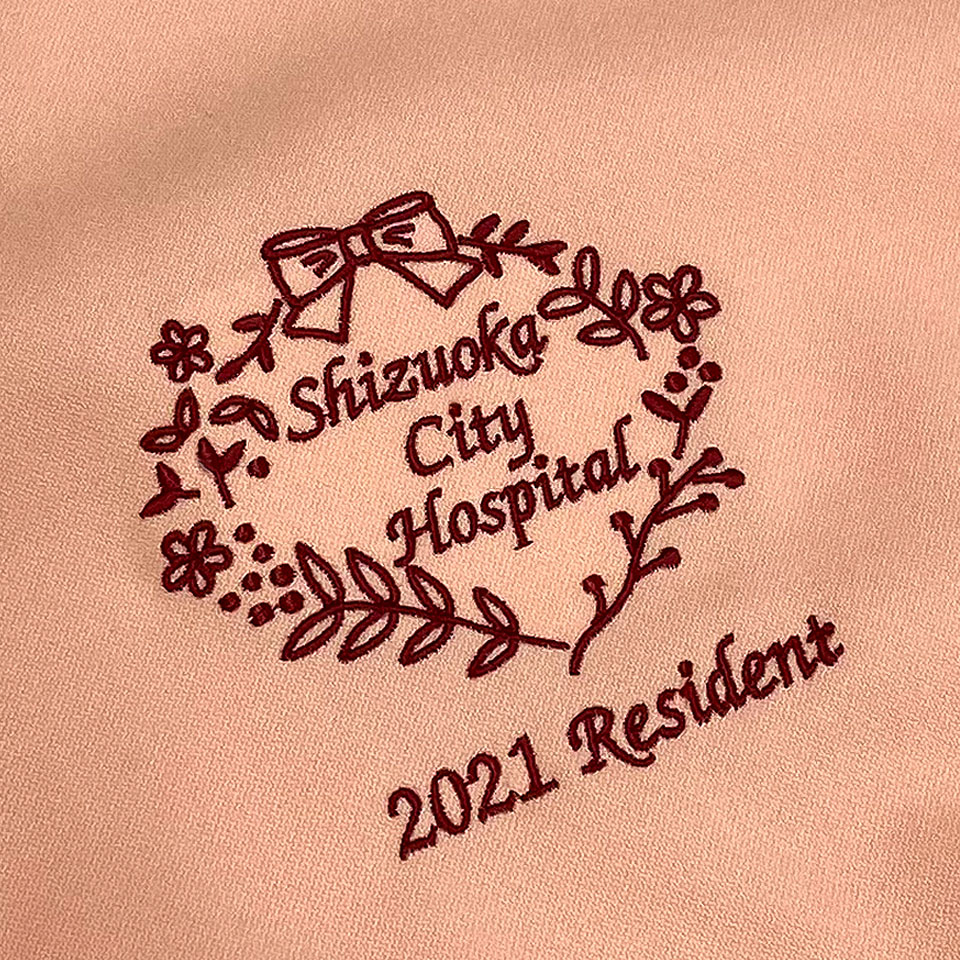 Shizuoka
City
Hospital
2021 Resident